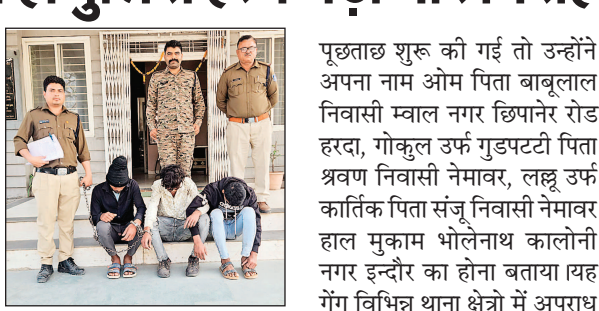 पूछताछ शुरू की गई तो उन्होंने
अपना नाम ओम पिता बाबूलाल
निवासी म्वाल नगर छिपानेर रोड
हरदा, गोकुल उर्फ गुडपटटी पिता
श्रवण निवासी नेमावर, लल्लू उर्फ
कार्तिक पिता संजू निवासी नेमावर
हाल मुकाम भोलेनाथ कालोनी
नगर इन्दौर का होना बताया।यह
गेंग विभिन्न थाना क्षेत्रो में अपराध